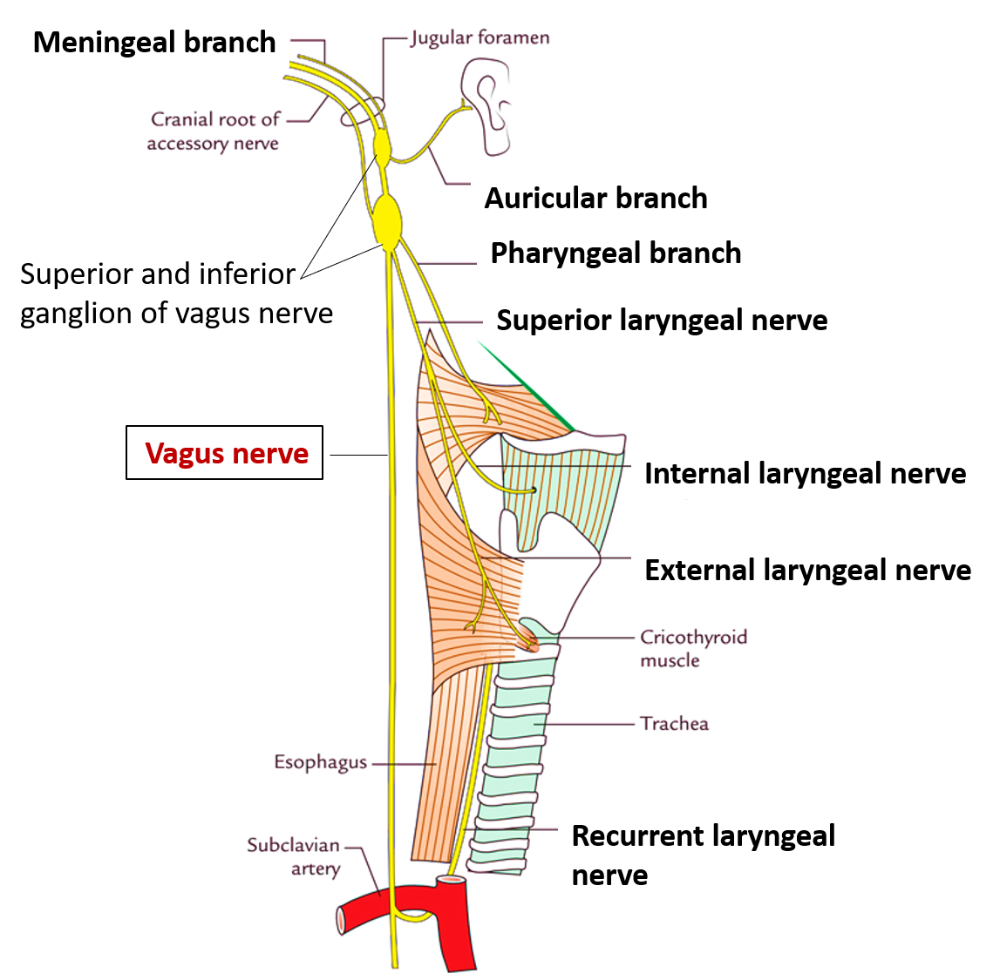 Meningeal branch
Jugular foramen
Cranial root of
accessory nerve
Auricular branch
Pharyngeal branch
Superior and inferior
ganglion of vagus nerve
Superior laryngeal nerve
Vagus nerve
Internal laryngeal nerve
External laryngeal nerve
Cricothyroid
muscle
Trachea
Esophagus
Recurrent laryngeal
nerve
Subclavian
artery